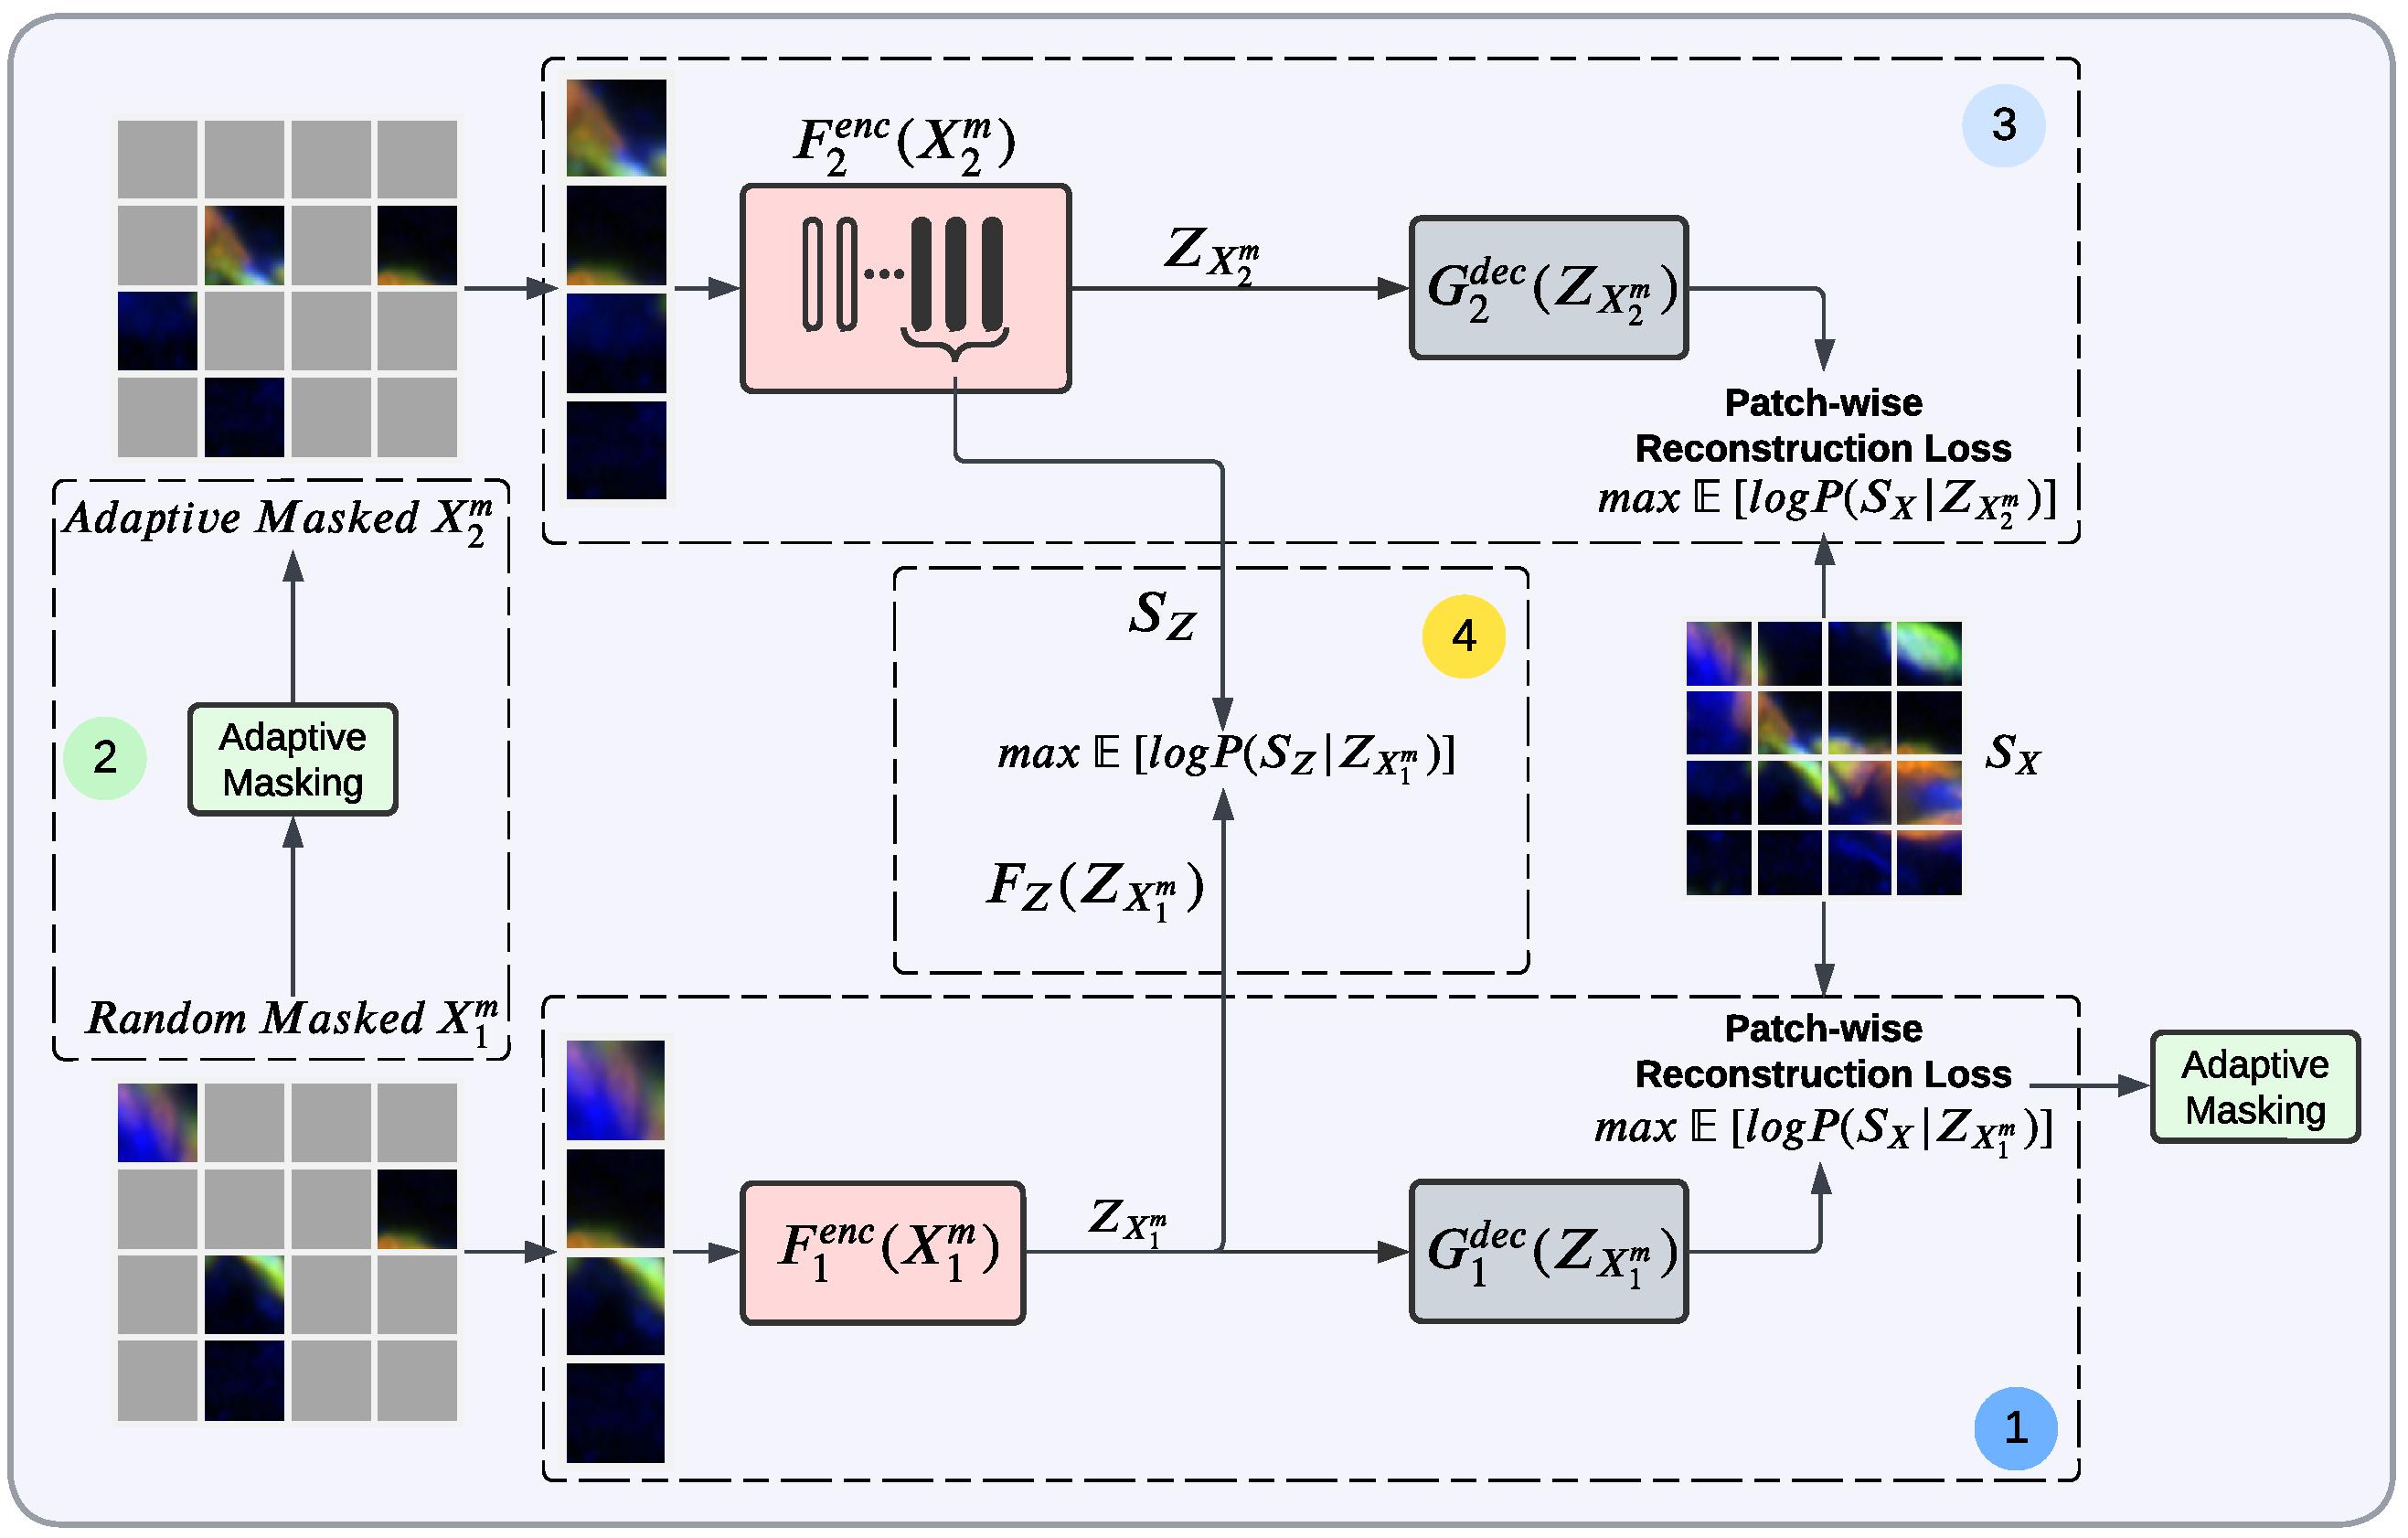 3
F_2^{enc}(X_2^m)
Z_{X_2^m}
G_2^{dec}(Z_{X_2^m})
Patch-wise
Reconstruction Loss
max 𝔼 [logP(S_X|Z_{X_2^m})]
Adaptive Masked X_2^m
2
Adaptive
Masking
Random Masked X_1^m
S_Z
4
max 𝔼 [logP(S_Z|Z_{X_1^m})]
F_Z(Z_{X_1^m})
S_X
Patch-wise
Reconstruction Loss
max 𝔼 [logP(S_X|Z_{X_1^m})]
Adaptive
Masking
F_1^{enc}(X_1^m)
Z_{X_1^m}
G_1^{dec}(Z_{X_1^m})
1